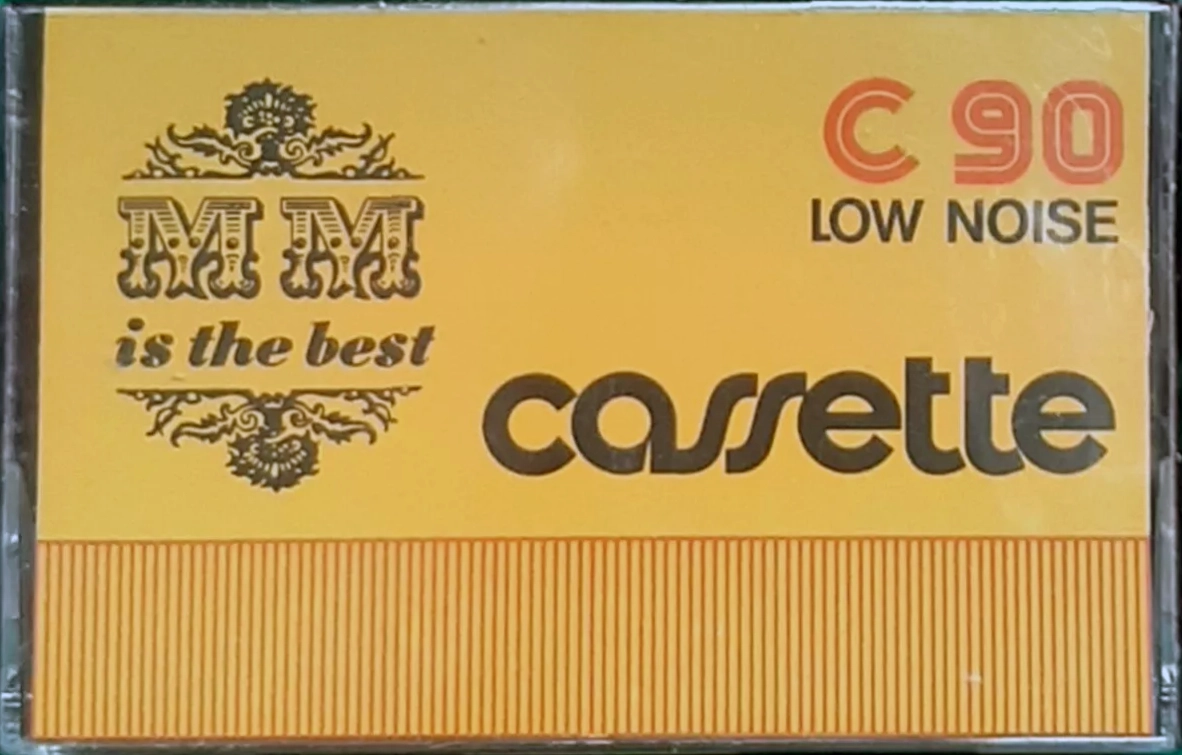 C 90
LOW NOISE
MM
is the best
cassette